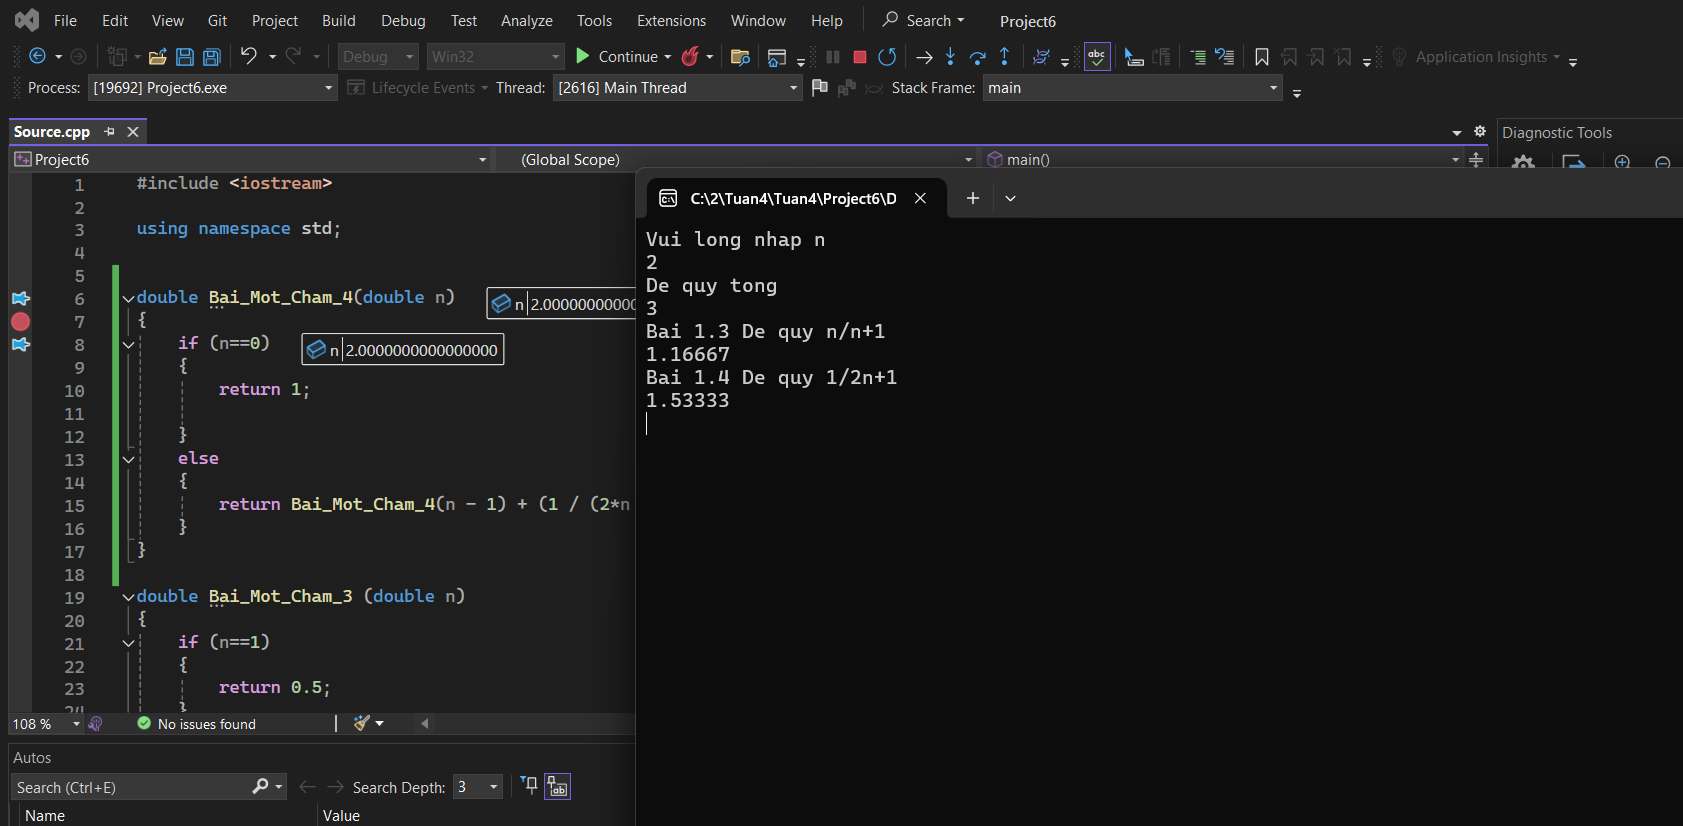 File Edit View Git Project Build Debug Test Analyze Tools Extensions Window Help Search Project6
Debug Win32 Continue Application Insights
Process: [19692] Project6.exe Lifecycle Events Thread: [2616] Main Thread Stack Frame: main
Source.cpp
Diagnostic Tools
Project6 (Global Scope) main()
1 #include <iostream>
2
3 using namespace std;
4
5
6 double Bai_Mot_Cham_4(double n)
n 2.00000000000
7 {
8 if (n==0)
n 2.0000000000000000
9 {
10 return 1;
11
12 }
13 else
14 {
15 return Bai_Mot_Cham_4(n - 1) + (1 / (2*n
16 }
17 }
18
19 double Bai_Mot_Cham_3 (double n)
20 {
21 if (n==1)
22 {
23 return 0.5;
24 }
108 % No issues found
Autos
Search (Ctrl+E) Search Depth: 3
Name Value
C:\2\Tuan4\Tuan4\Project6\D
Vui long nhap n
2
De quy tong
3
Bai 1.3 De quy n/n+1
1.16667
Bai 1.4 De quy 1/2n+1
1.53333